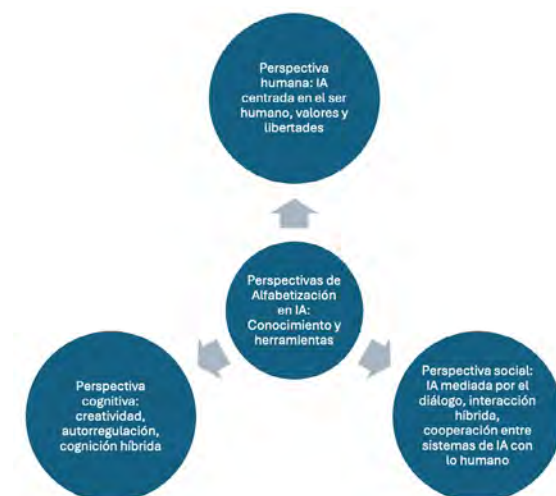 Perspectiva
humana: IA
centrada en el ser
humano, valores y
libertades
Perspectivas de
Alfabetización
en IA:
Conocimiento y
herramientas
Perspectiva
cognitiva:
creatividad,
autorregulación,
cognición híbrida
Perspectiva social:
IA mediada por el
diálogo, interacción
híbrida,
cooperación entre
sistemas de IA con
lo humano